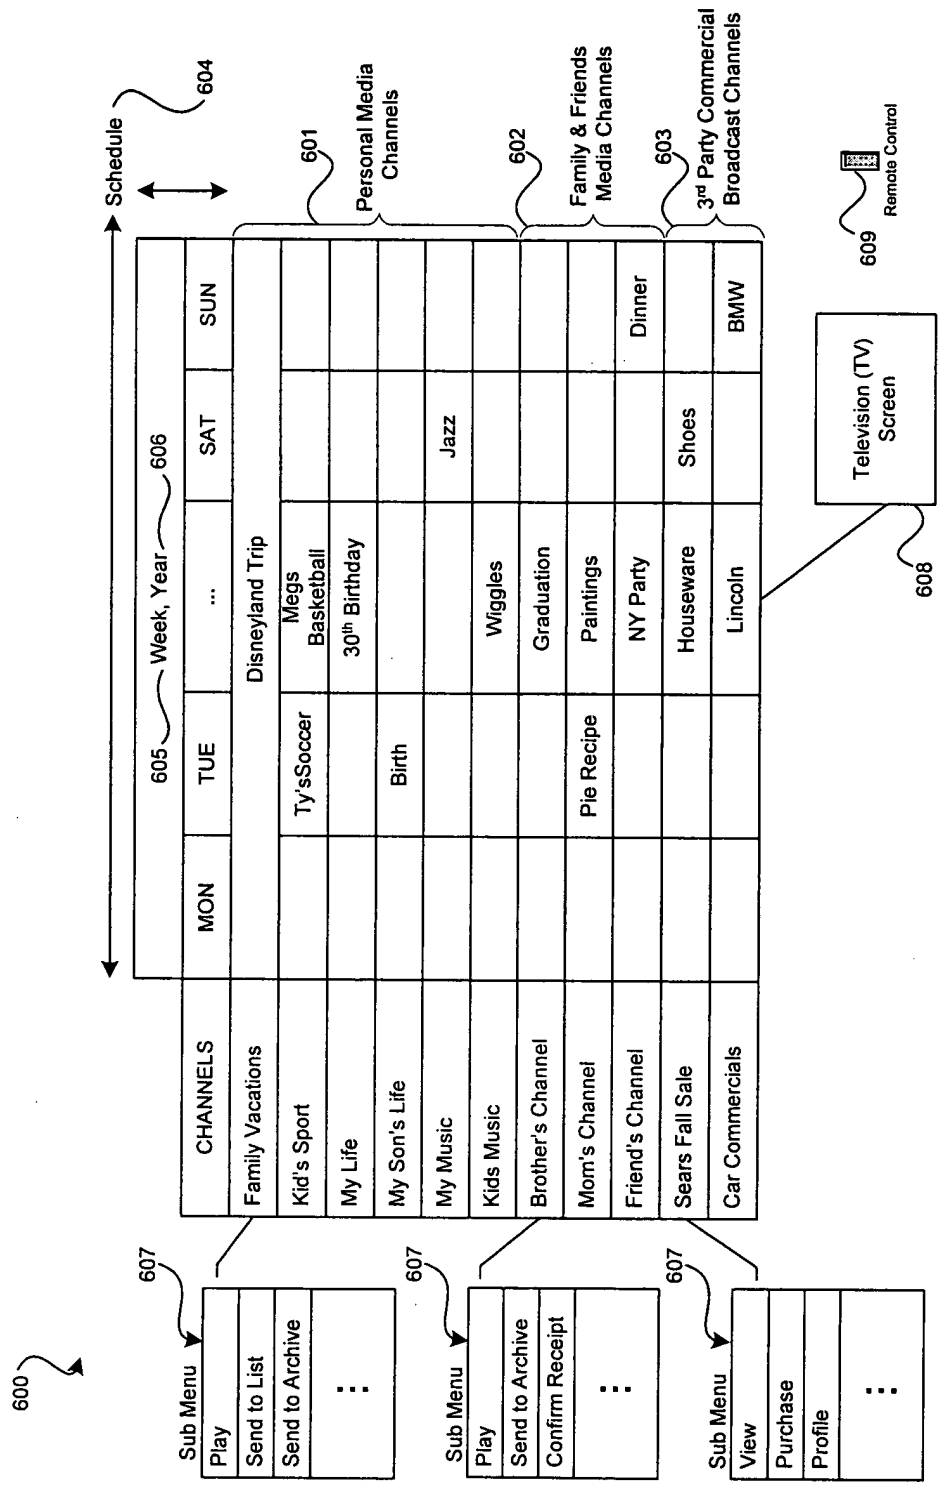 600
Schedule
604
605 Week, Year 606
CHANNELS MON TUE ... SAT SUN
Family Vacations Disneyland Trip
Kid's Sport Ty'sSoccer Megs
Basketball
My Life 30th Birthday
My Son's Life Birth
My Music Jazz
Kids Music Wiggles
Brother's Channel Graduation
Mom's Channel Pie Recipe Paintings
Friend's Channel NY Party Dinner
Sears Fall Sale Houseware Shoes
Car Commercials Lincoln BMW
601
Personal Media
Channels
602
Family & Friends
Media Channels
603
3rd Party Commercial
Broadcast Channels
607
Sub Menu
Play
Send to List
Send to Archive
...
607
Sub Menu
Play
Send to Archive
Confirm Receipt
...
607
Sub Menu
View
Purchase
Profile
...
Television (TV)
Screen
608
609
Remote Control